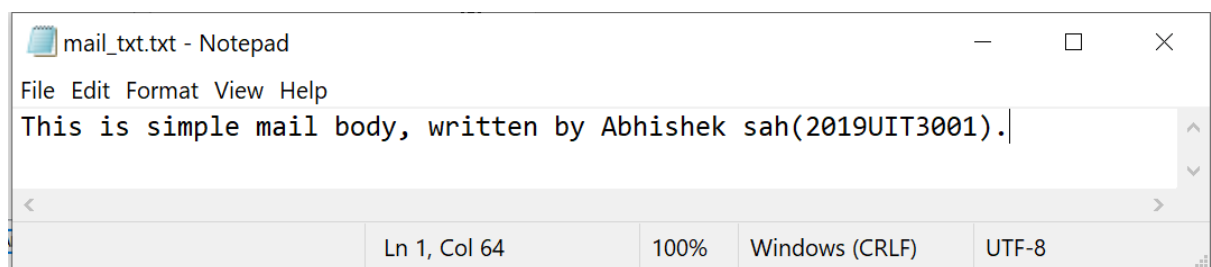 mail_txt.txt - Notepad
File Edit Format View Help
This is simple mail body, written by Abhishek sah(2019UIT3001).
Ln 1, Col 64 100% Windows (CRLF) UTF-8